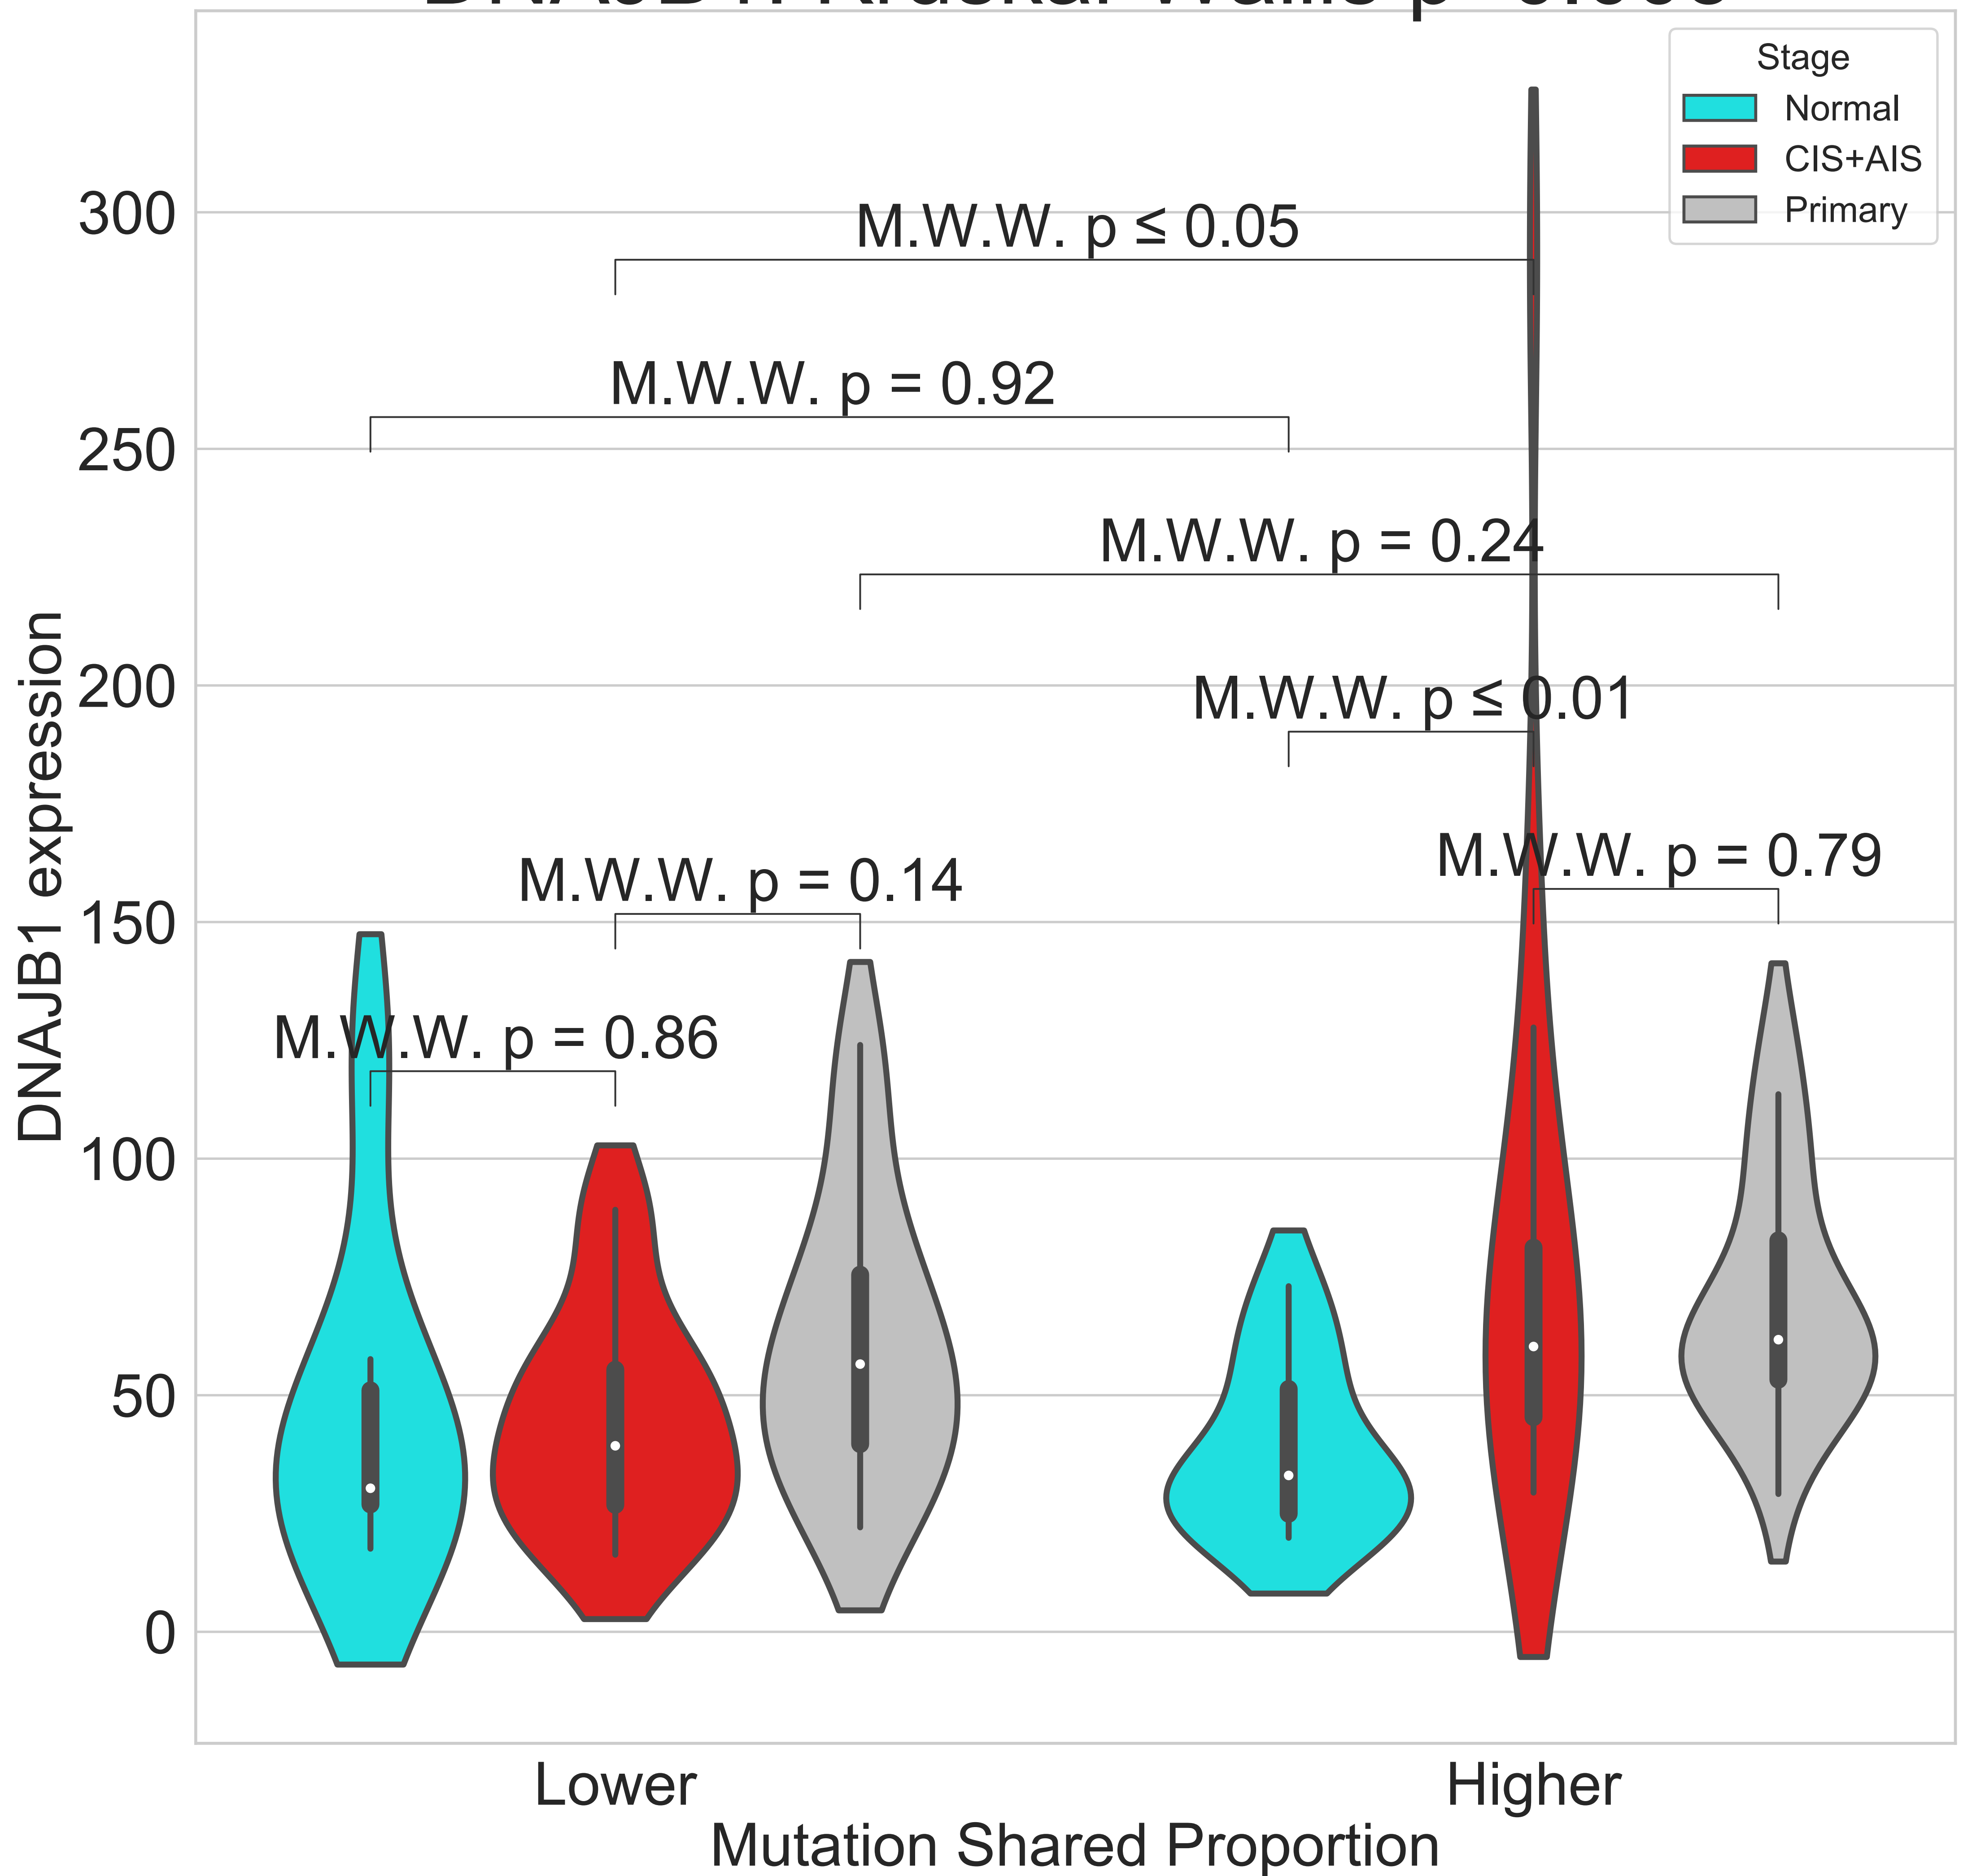 Stage
Normal
CIS+AIS
Primary
300
M.W.W. p ≤ 0.05
M.W.W. p = 0.92
250
M.W.W. p = 0.24
200
M.W.W. p ≤ 0.01
M.W.W. p = 0.14
M.W.W. p = 0.79
150
M.W.W. p = 0.86
100
50
0
DNAJB1 expression
Lower
Higher
Mutation Shared Proportion